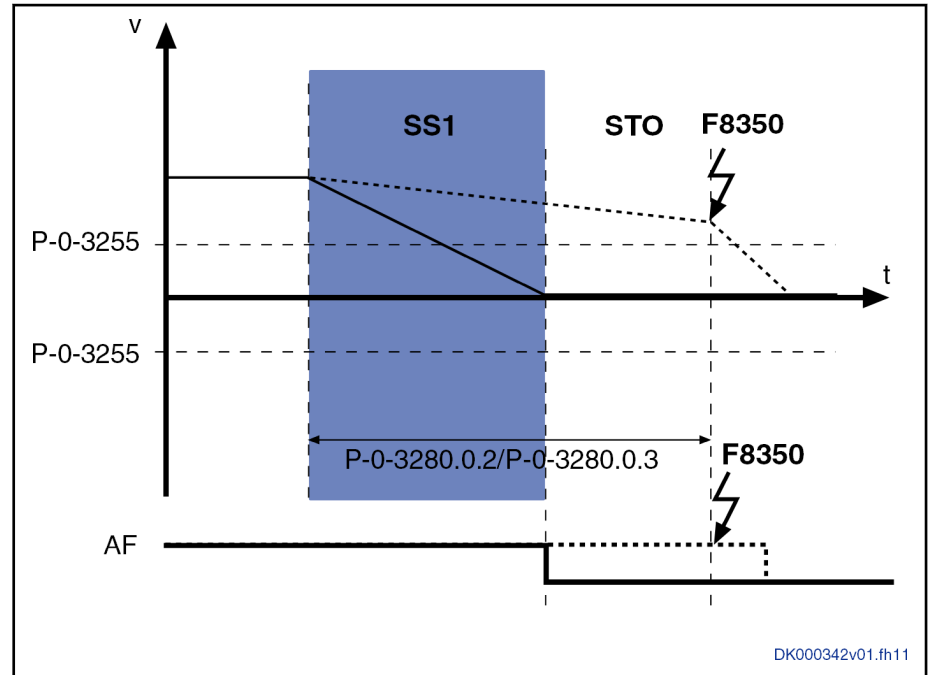 v
SS1
STO
F8350
P-0-3255
t
P-0-3255
P-0-3280.0.2/P-0-3280.0.3
F8350
AF
DK000342v01.fh11